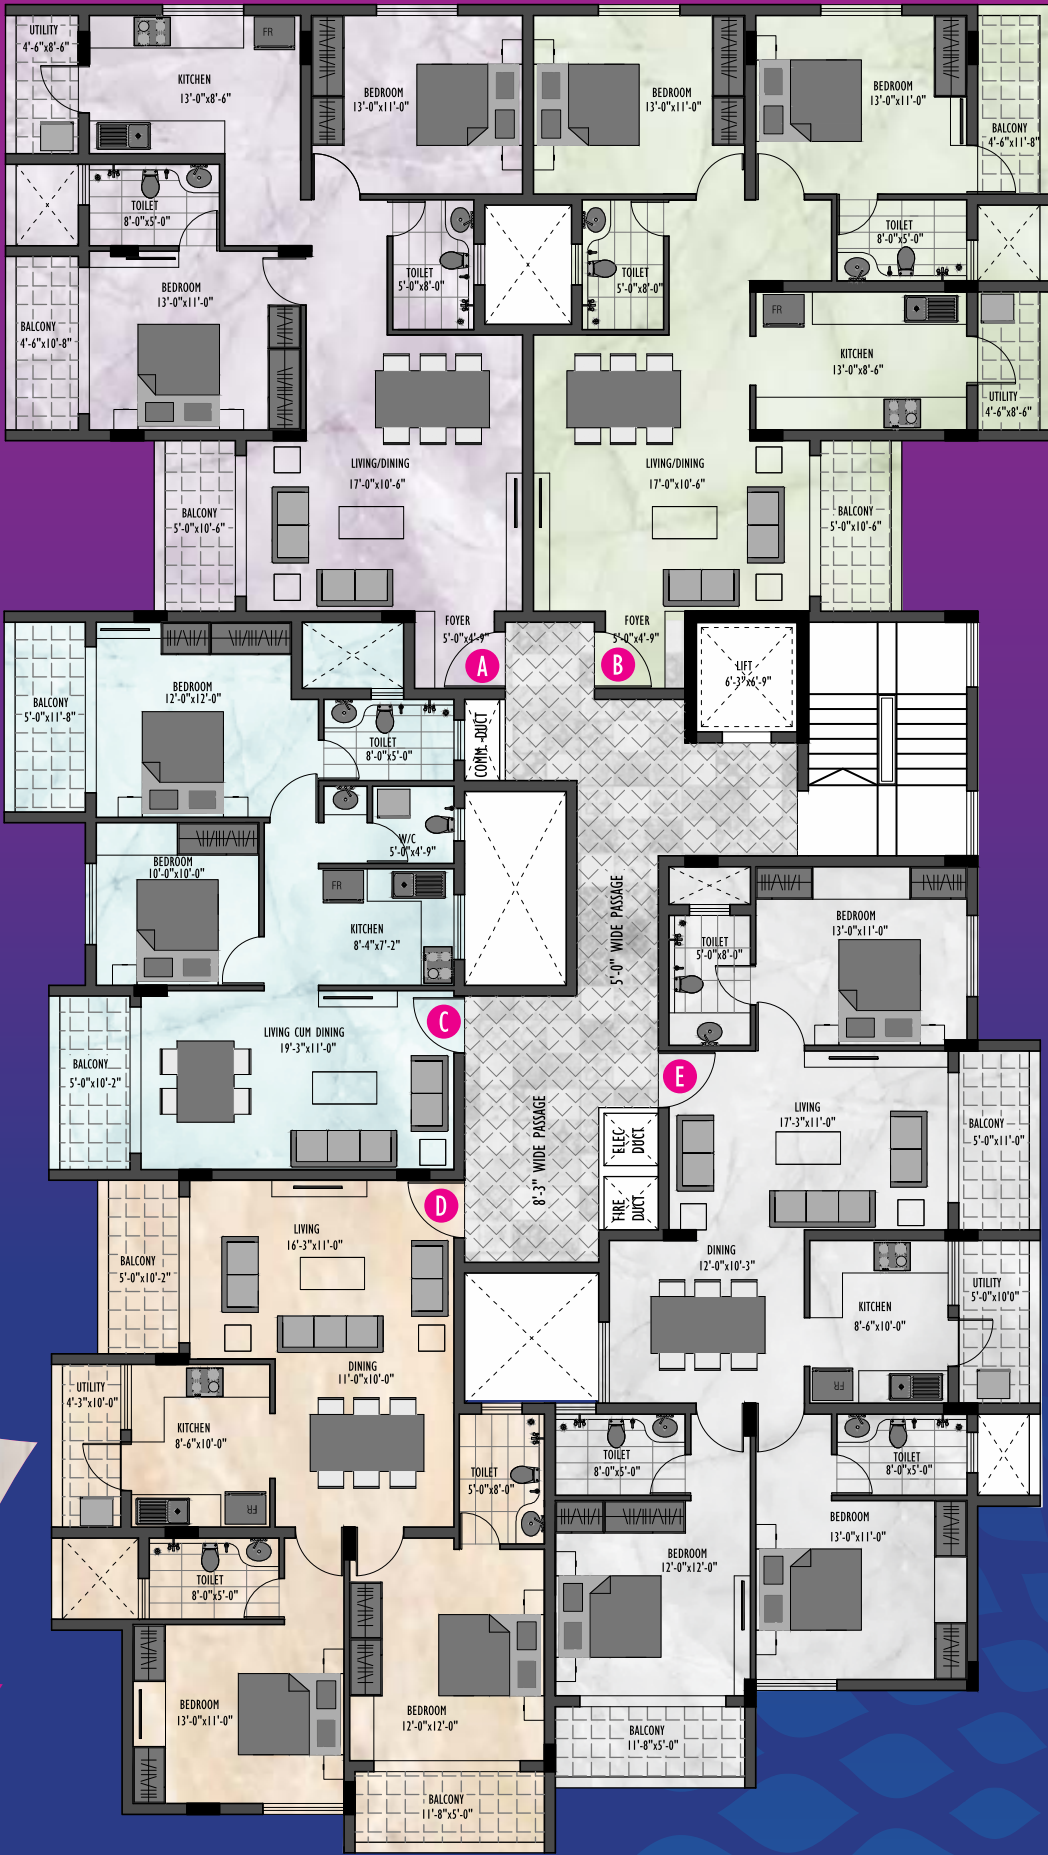 UTILITY
4'-6"x8'-6"
FR
KITCHEN
13'-0"x8'-6"
BEDROOM
13'-0"x11'-0"
BEDROOM
13'-0"x11'-0"
BEDROOM
13'-0"x11'-0"
BALCONY
4'-6"x11'-8"
TOILET
8'-0"x5'-0"
TOILET
5'-0"x8'-0"
TOILET
5'-0"x8'-0"
TOILET
8'-0"x5'-0"
BEDROOM
13'-0"x11'-0"
BALCONY
4'-6"x10'-8"
FR
KITCHEN
13'-0"x8'-6"
UTILITY
4'-6"x8'-6"
LIVING/DINING
17'-0"x10'-6"
LIVING/DINING
17'-0"x10'-6"
BALCONY
5'-0"x10'-6"
BALCONY
5'-0"x10'-6"
FOYER
5'-0"x4'-9"
A
FOYER
5'-0"x4'-9"
B
LIFT
6'-3"x6'-9"
BALCONY
5'-0"x11'-8"
BEDROOM
12'-0"x12'-0"
TOILET
8'-0"x5'-0"
COMM.-DUCT
W/C
5'-0"x4'-9"
BEDROOM
10'-0"x10'-0"
FR
KITCHEN
8'-4"x7'-2"
5'-0" WIDE PASSAGE
TOILET
5'-0"x8'-0"
BEDROOM
13'-0"x11'-0"
LIVING CUM DINING
19'-3"x11'-0"
C
BALCONY
5'-0"x10'-2"
E
8'-3" WIDE PASSAGE
ELEC.
DUCT
FIRE
DUCT
LIVING
17'-3"x11'-0"
BALCONY
5'-0"x11'-0"
D
LIVING
16'-3"x11'-0"
BALCONY
5'-0"x10'-2"
DINING
12'-0"x10'-3"
KITCHEN
8'-6"x10'-0"
UTILITY
5'-0"x10'0"
FR
DINING
11'-0"x10'-0"
UTILITY
4'-3"x10'-0"
KITCHEN
8'-6"x10'-0"
FR
TOILET
5'-0"x8'-0"
TOILET
8'-0"x5'-0"
TOILET
8'-0"x5'-0"
BEDROOM
13'-0"x11'-0"
BEDROOM
12'-0"x12'-0"
TOILET
8'-0"x5'-0"
BEDROOM
13'-0"x11'-0"
BEDROOM
12'-0"x12'-0"
BALCONY
11'-8"x5'-0"
BALCONY
11'-8"x5'-0"